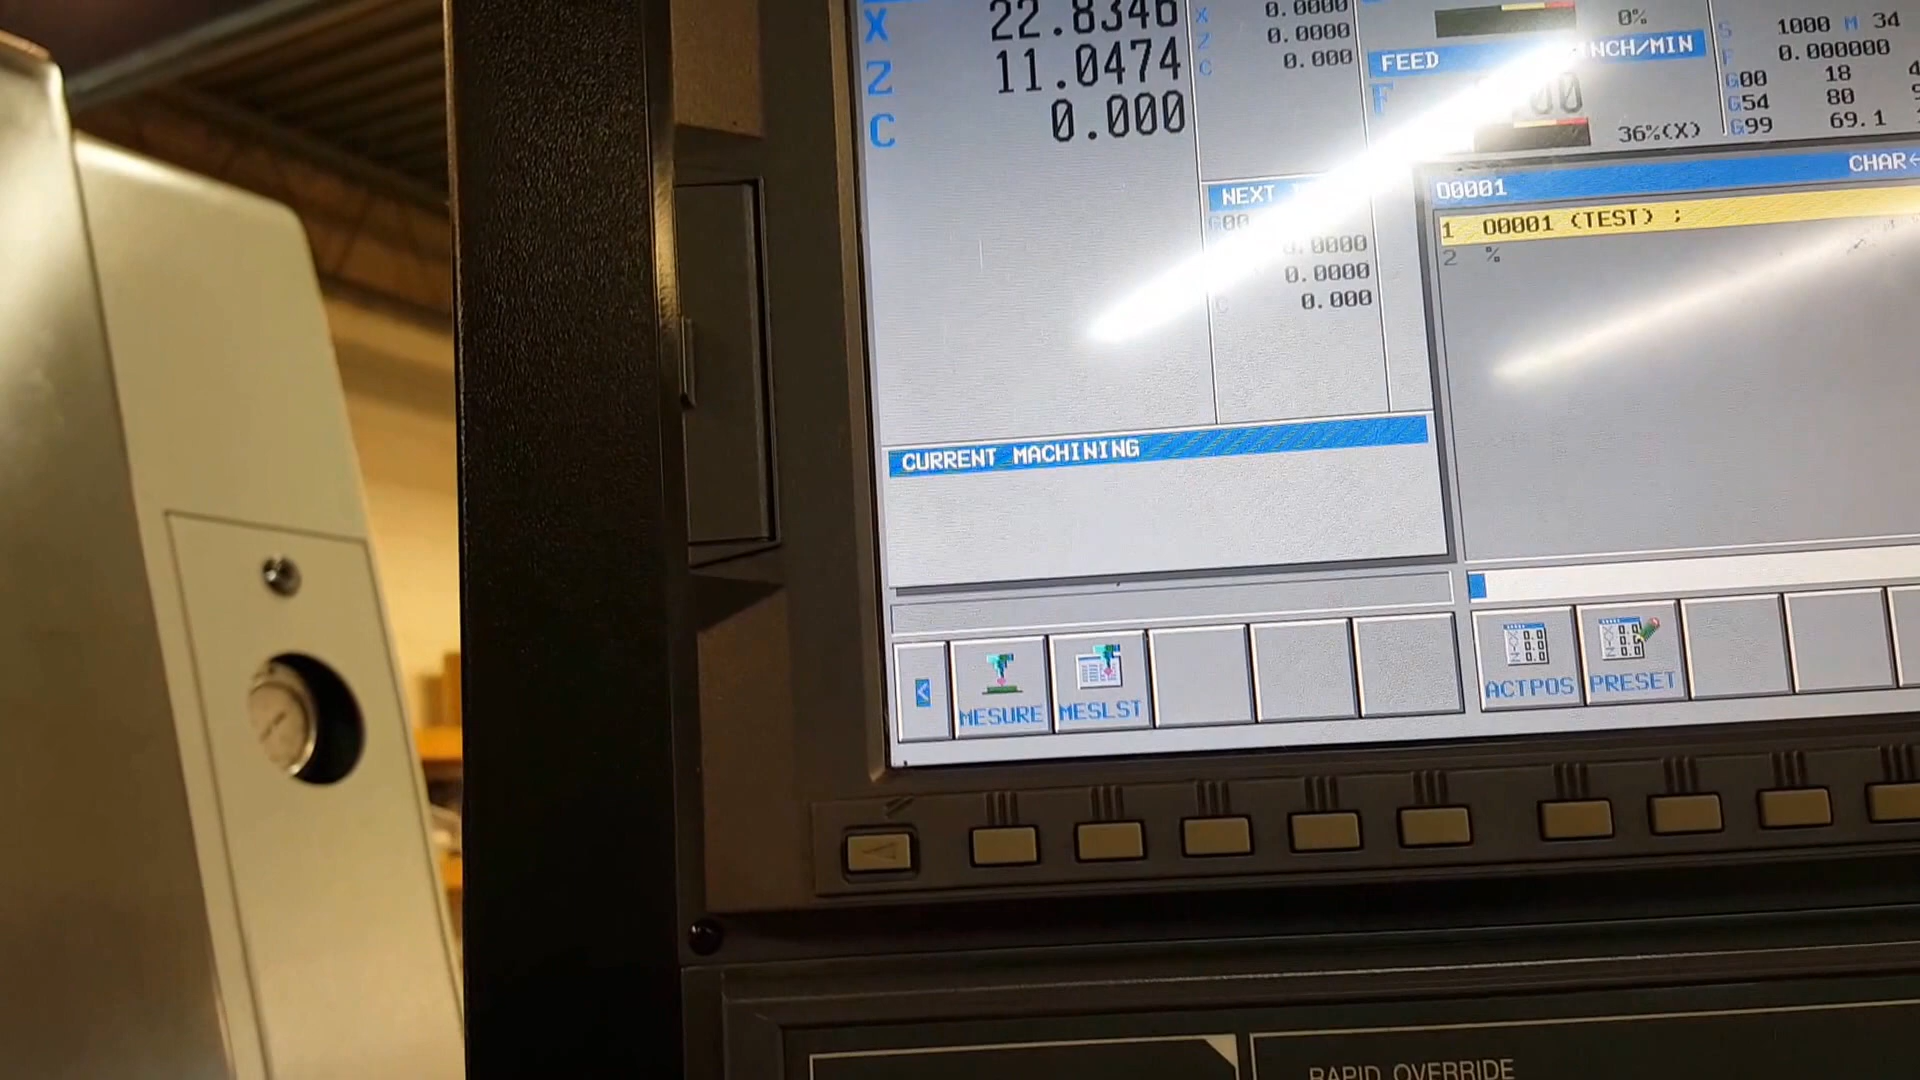 X 22.8346
Z 11.0474
C 0.000
X 0.0000
Z 0.0000
C 0.000
0%
FEED INCH/MIN
F
36%(X)
S 1000 M 34
F 0.000000
G00 18
G54 80
G99 69.1
NEXT
G00
0.0000
0.0000
C 0.000
O0001 CHAR←
1 O0001 (TEST) ;
2 %
CURRENT MACHINING
<
MESURE
MESLST
ACTPOS
PRESET
RAPID OVERRIDE